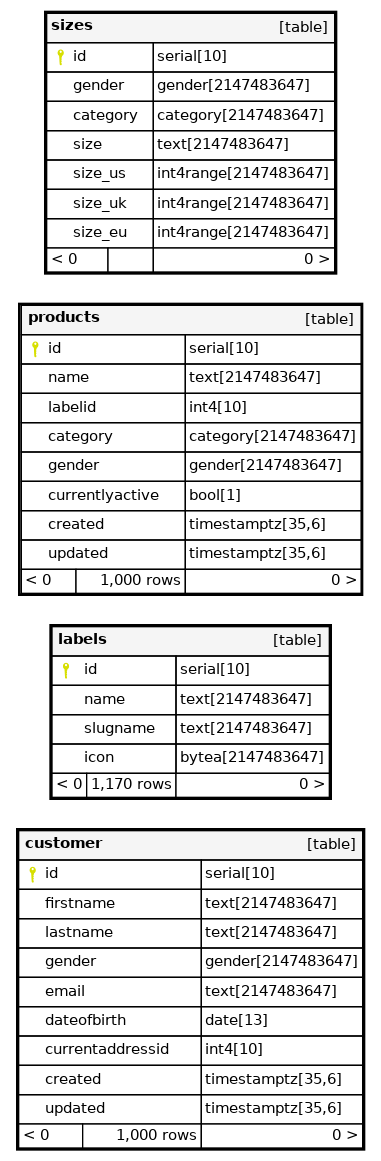 sizes [table]
id serial[10]
gender gender[2147483647]
category category[2147483647]
size text[2147483647]
size_us int4range[2147483647]
size_uk int4range[2147483647]
size_eu int4range[2147483647]
< 0 0 >
products [table]
id serial[10]
name text[2147483647]
labelid int4[10]
category category[2147483647]
gender gender[2147483647]
currentlyactive bool[1]
created timestamptz[35,6]
updated timestamptz[35,6]
< 0 1,000 rows 0 >
labels [table]
id serial[10]
name text[2147483647]
slugname text[2147483647]
icon bytea[2147483647]
< 0 1,170 rows 0 >
customer [table]
id serial[10]
firstname text[2147483647]
lastname text[2147483647]
gender gender[2147483647]
email text[2147483647]
dateofbirth date[13]
currentaddressid int4[10]
created timestamptz[35,6]
updated timestamptz[35,6]
< 0 1,000 rows 0 >